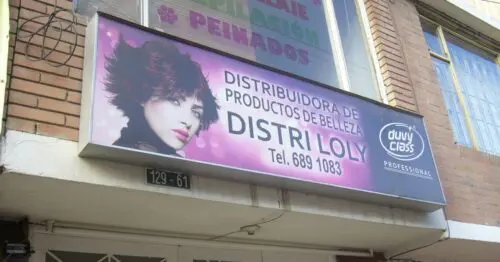 # PEINADOS
DISTRIBUIDORA DE
PRODUCTOS DE BELLEZA
DISTRI LOLY
Tel. 689 1083
duvy
class
PROFESSIONAL
129 - 61